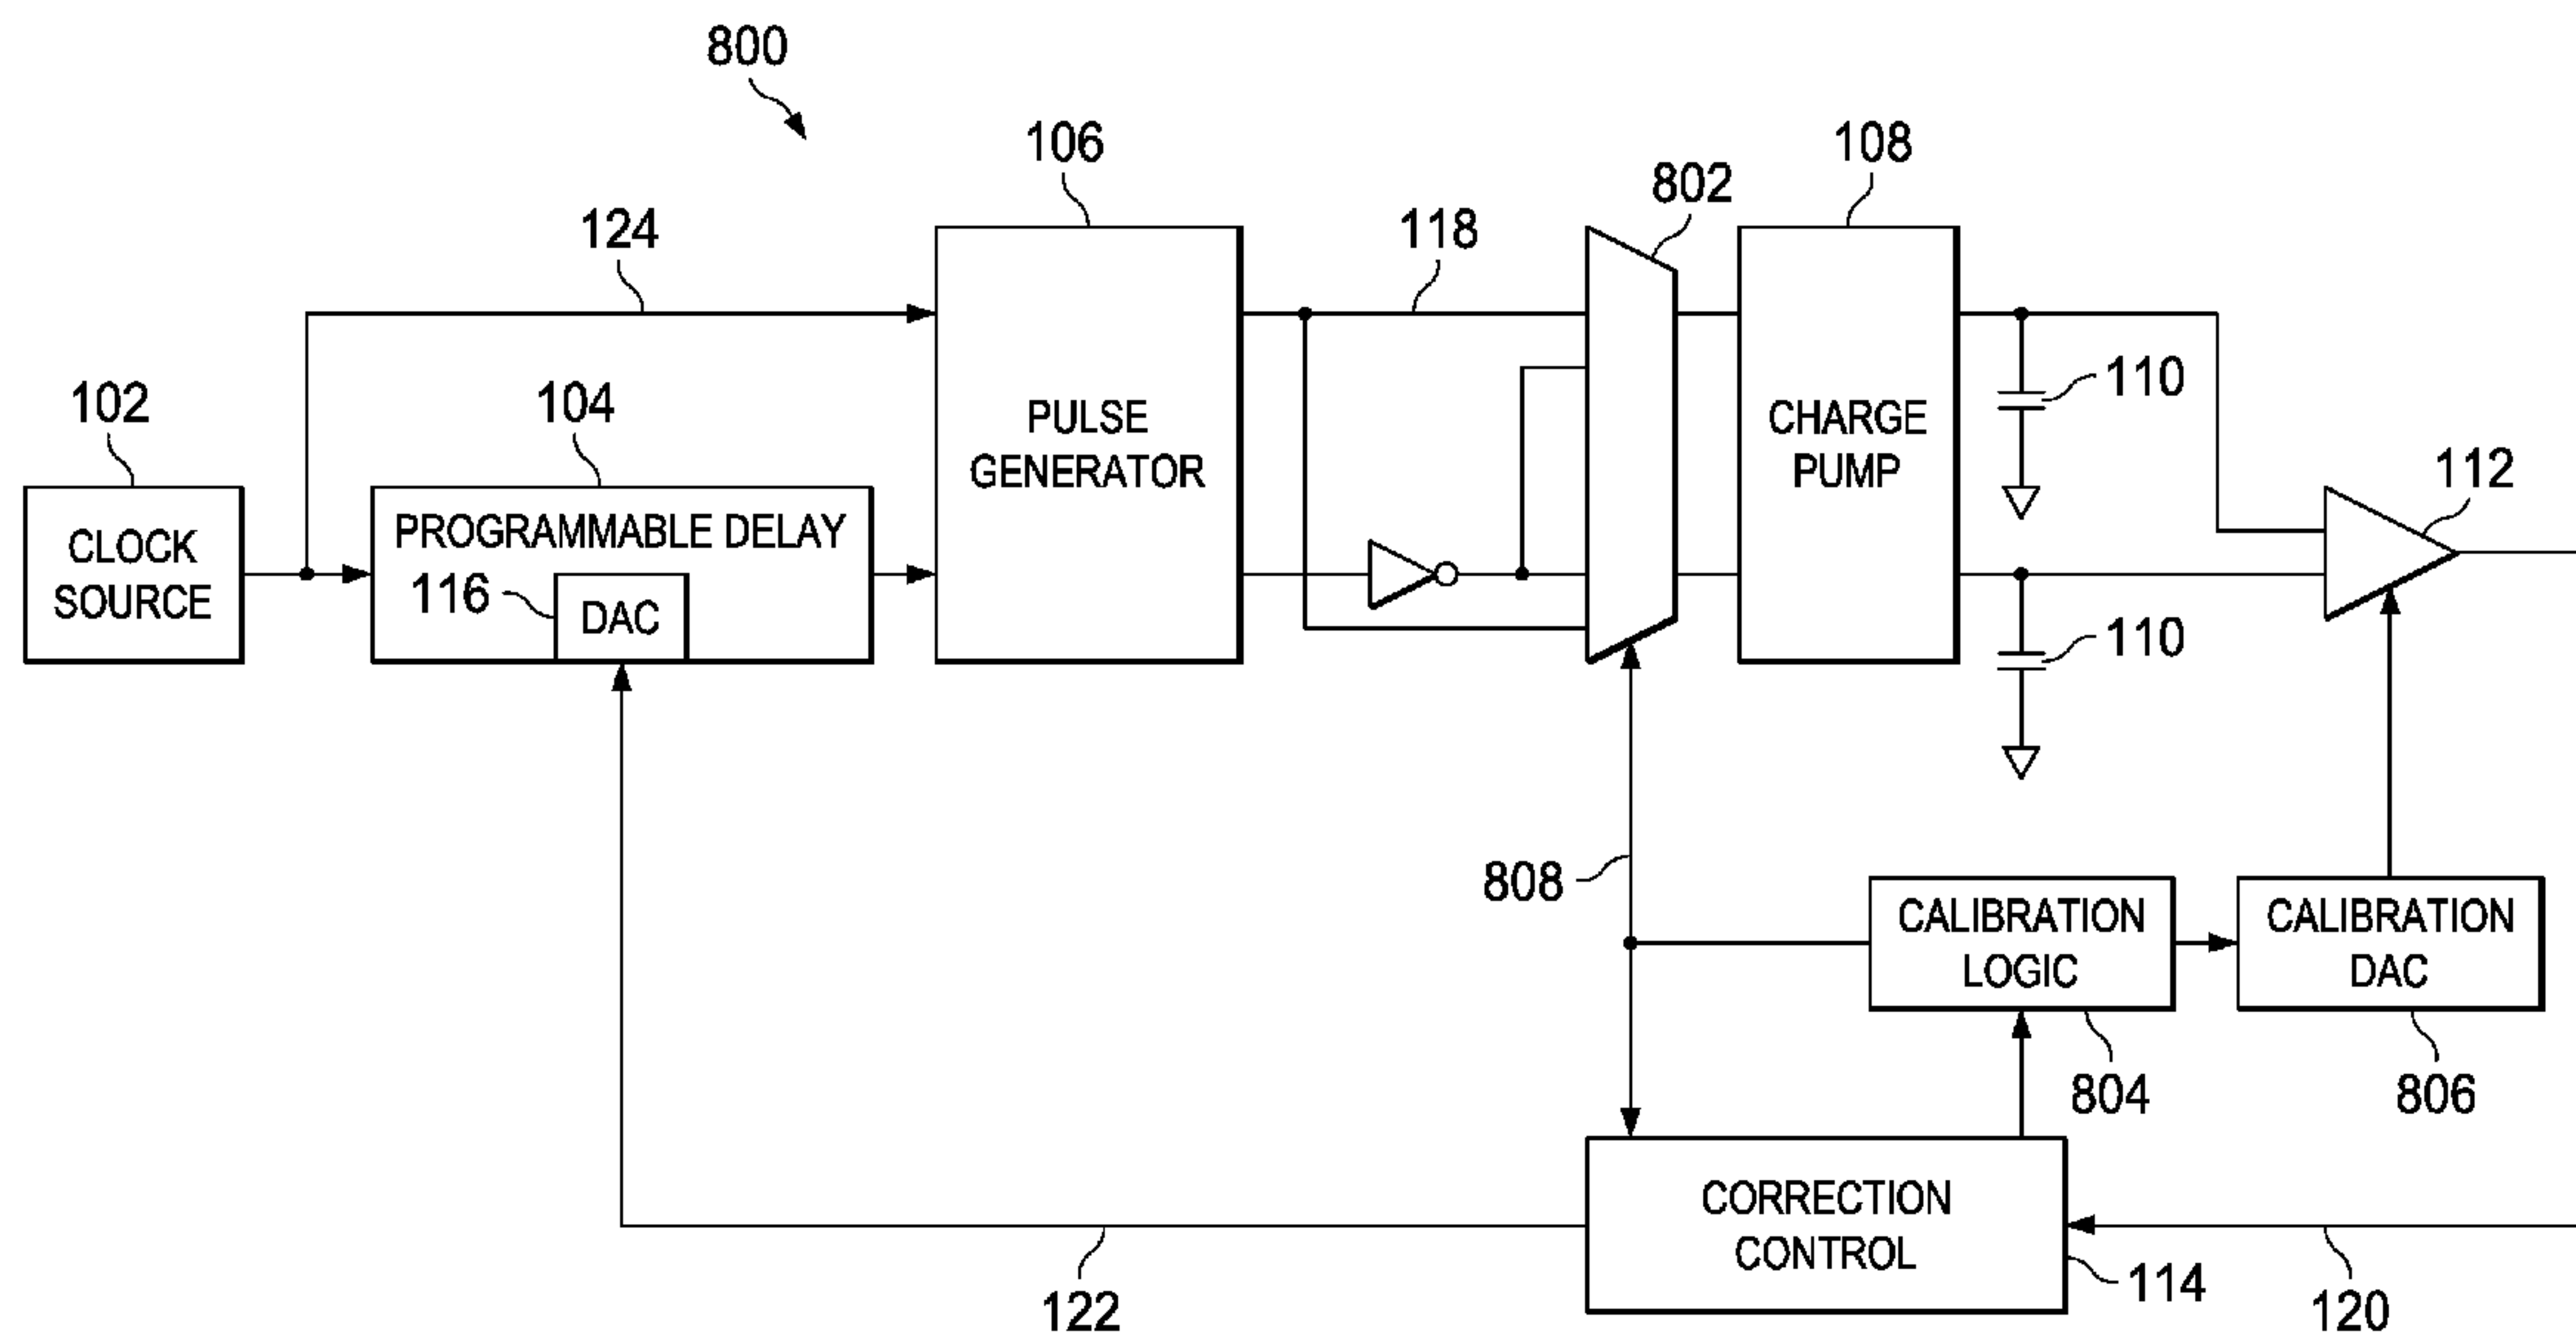 800
106
108
802
124
118
102
104
110
PULSE
GENERATOR
CHARGE
PUMP
112
CLOCK
SOURCE
PROGRAMMABLE DELAY
116
DAC
110
808
CALIBRATION
LOGIC
CALIBRATION
DAC
804
806
CORRECTION
CONTROL
114
122
120